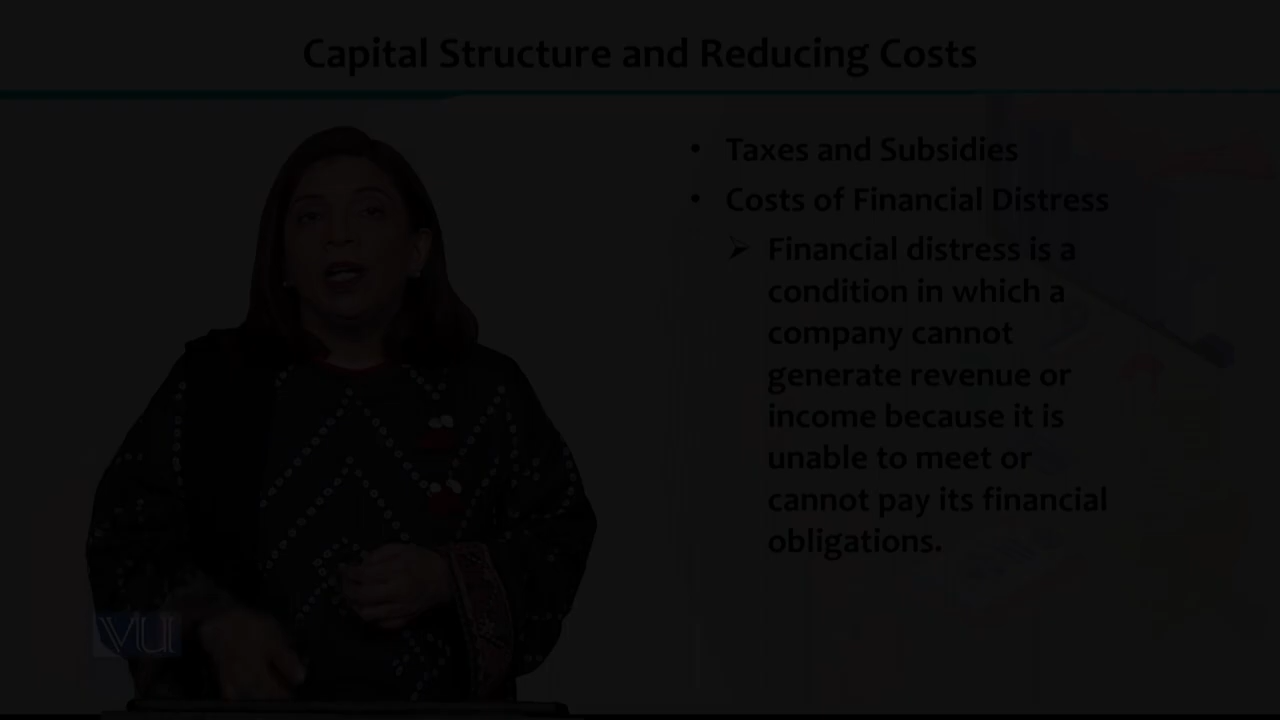 Capital Structure and Reducing Costs
• Taxes and Subsidies
• Costs of Financial Distress
➢ Financial distress is a
condition in which a
company cannot
generate revenue or
income because it is
unable to meet or
cannot pay its financial
obligations.
VU